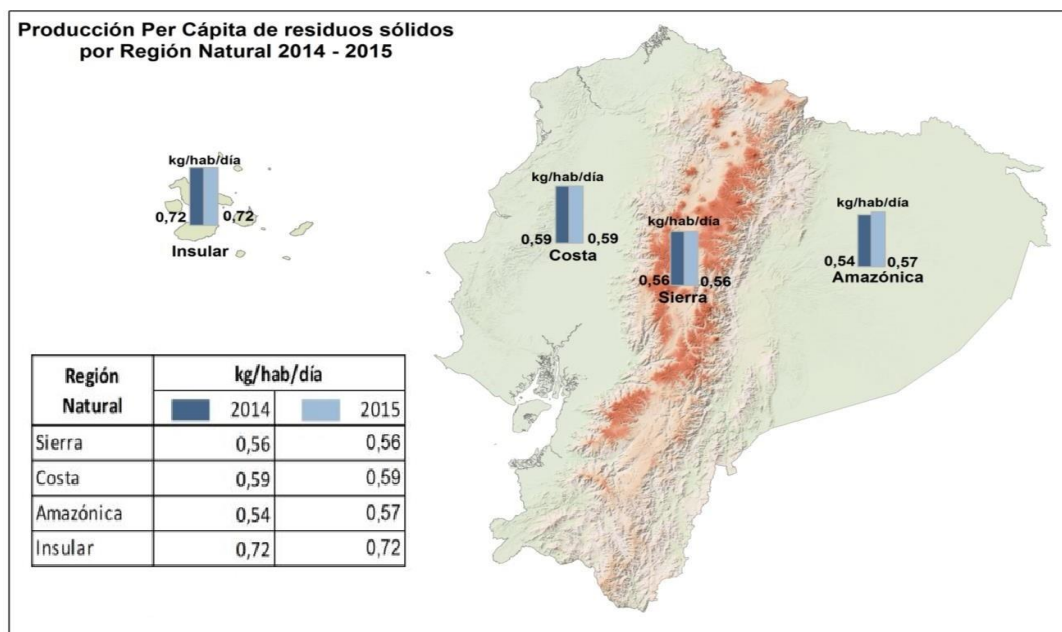 Producción Per Cápita de residuos sólidos
por Región Natural 2014 - 2015
kg/hab/día
0,72 0,72
Insular
kg/hab/día
0,59 0,59
Costa
kg/hab/día
0,56 0,56
Sierra
kg/hab/día
0,54 0,57
Amazónica
Región Natural kg/hab/día
2014 2015
Sierra 0,56 0,56
Costa 0,59 0,59
Amazónica 0,54 0,57
Insular 0,72 0,72